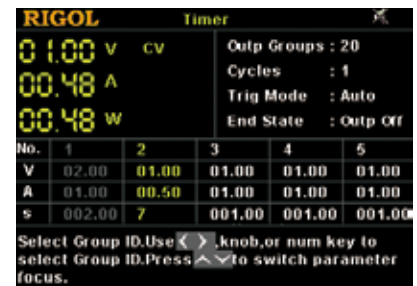 RIGOL Timer
01.00 V CV
00.48 A
00.48 W
Outp Groups : 20
Cycles : 1
Trig Mode : Auto
End State : Outp Off
No. 1 2 3 4 5
V 02.00 01.00 01.00 01.00 01.00
A 01.00 00.50 01.00 01.00 01.00
s 002.00 7 001.00 001.00 001.00
Select Group ID.Use < > ,knob,or num key to
select Group ID.Press to switch parameter
focus.